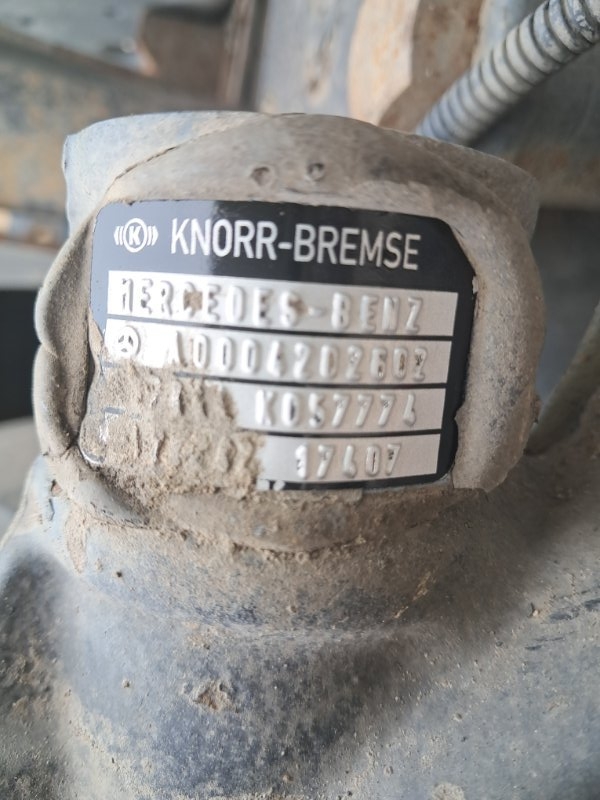 K KNORR-BREMSE
MERCEDES-BENZ
A0004202602
K057774
17407